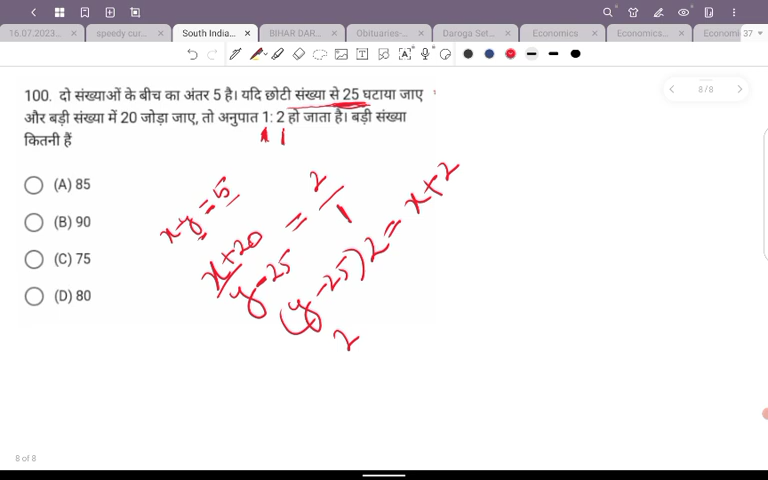 16.07.2023...
speedy cur...
South India...
BIHAR DAR...
Obituaries-...
Daroga Set...
Economics
Economics...
Economi
37
100. दो संख्याओं के बीच का अंतर 5 है। यदि छोटी संख्या से 25 घटाया जाए
और बड़ी संख्या में 20 जोड़ा जाए, तो अनुपात 1: 2 हो जाता है। बड़ी संख्या
कितनी हैं
8/8
(A) 85
(B) 90
(C) 75
(D) 80
x-y = 5
x+20 / y-25 = 2/1
(y-25)2 = x+2
2
8 of 8